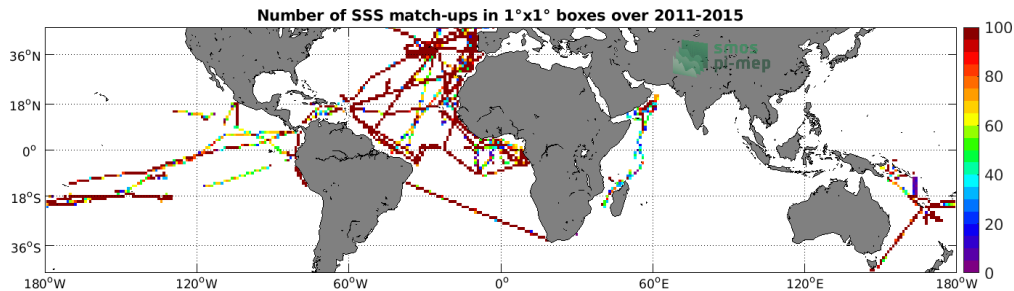 Number of SSS match-ups in 1°x1° boxes over 2011-2015
smos
pi-mep
36°N
18°N
0°
18°S
36°S
180°W
120°W
60°W
0°
60°E
120°E
180°W
100
80
60
40
20
0